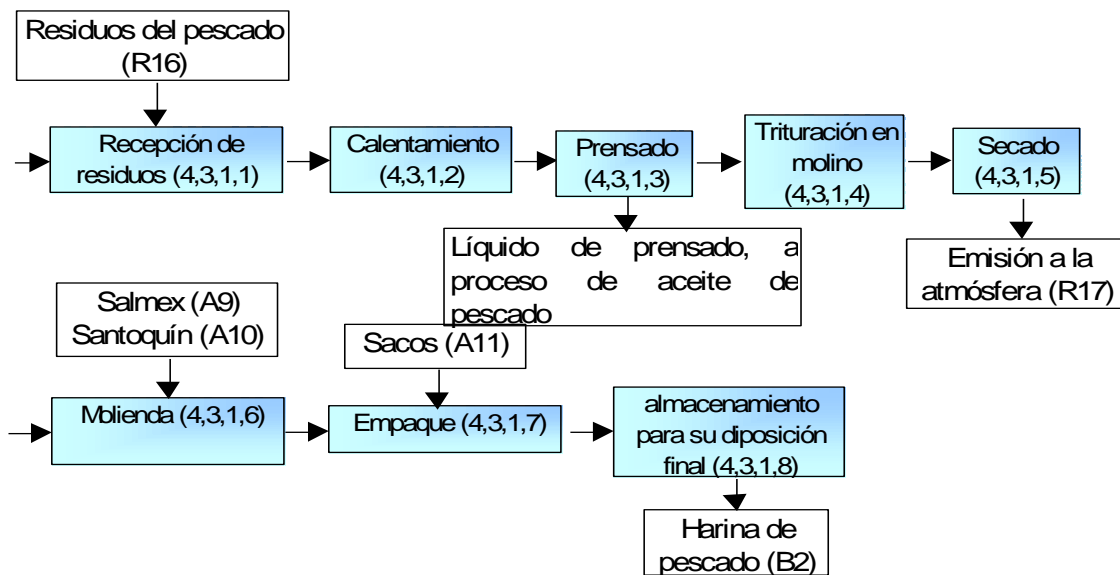 Residuos del pescado
(R16)
Recepción de
residuos (4,3,1,1)
Calentamiento
(4,3,1,2)
Prensado
(4,3,1,3)
Trituración en
molino
(4,3,1,4)
Secado
(4,3,1,5)
Líquido de prensado, a
proceso de aceite de
pescado
Emisión a la
atmósfera (R17)
Salmex (A9)
Santoquín (A10)
Sacos (A11)
Molienda (4,3,1,6)
Empaque (4,3,1,7)
almacenamiento
para su diposición
final (4,3,1,8)
Harina de
pescado (B2)